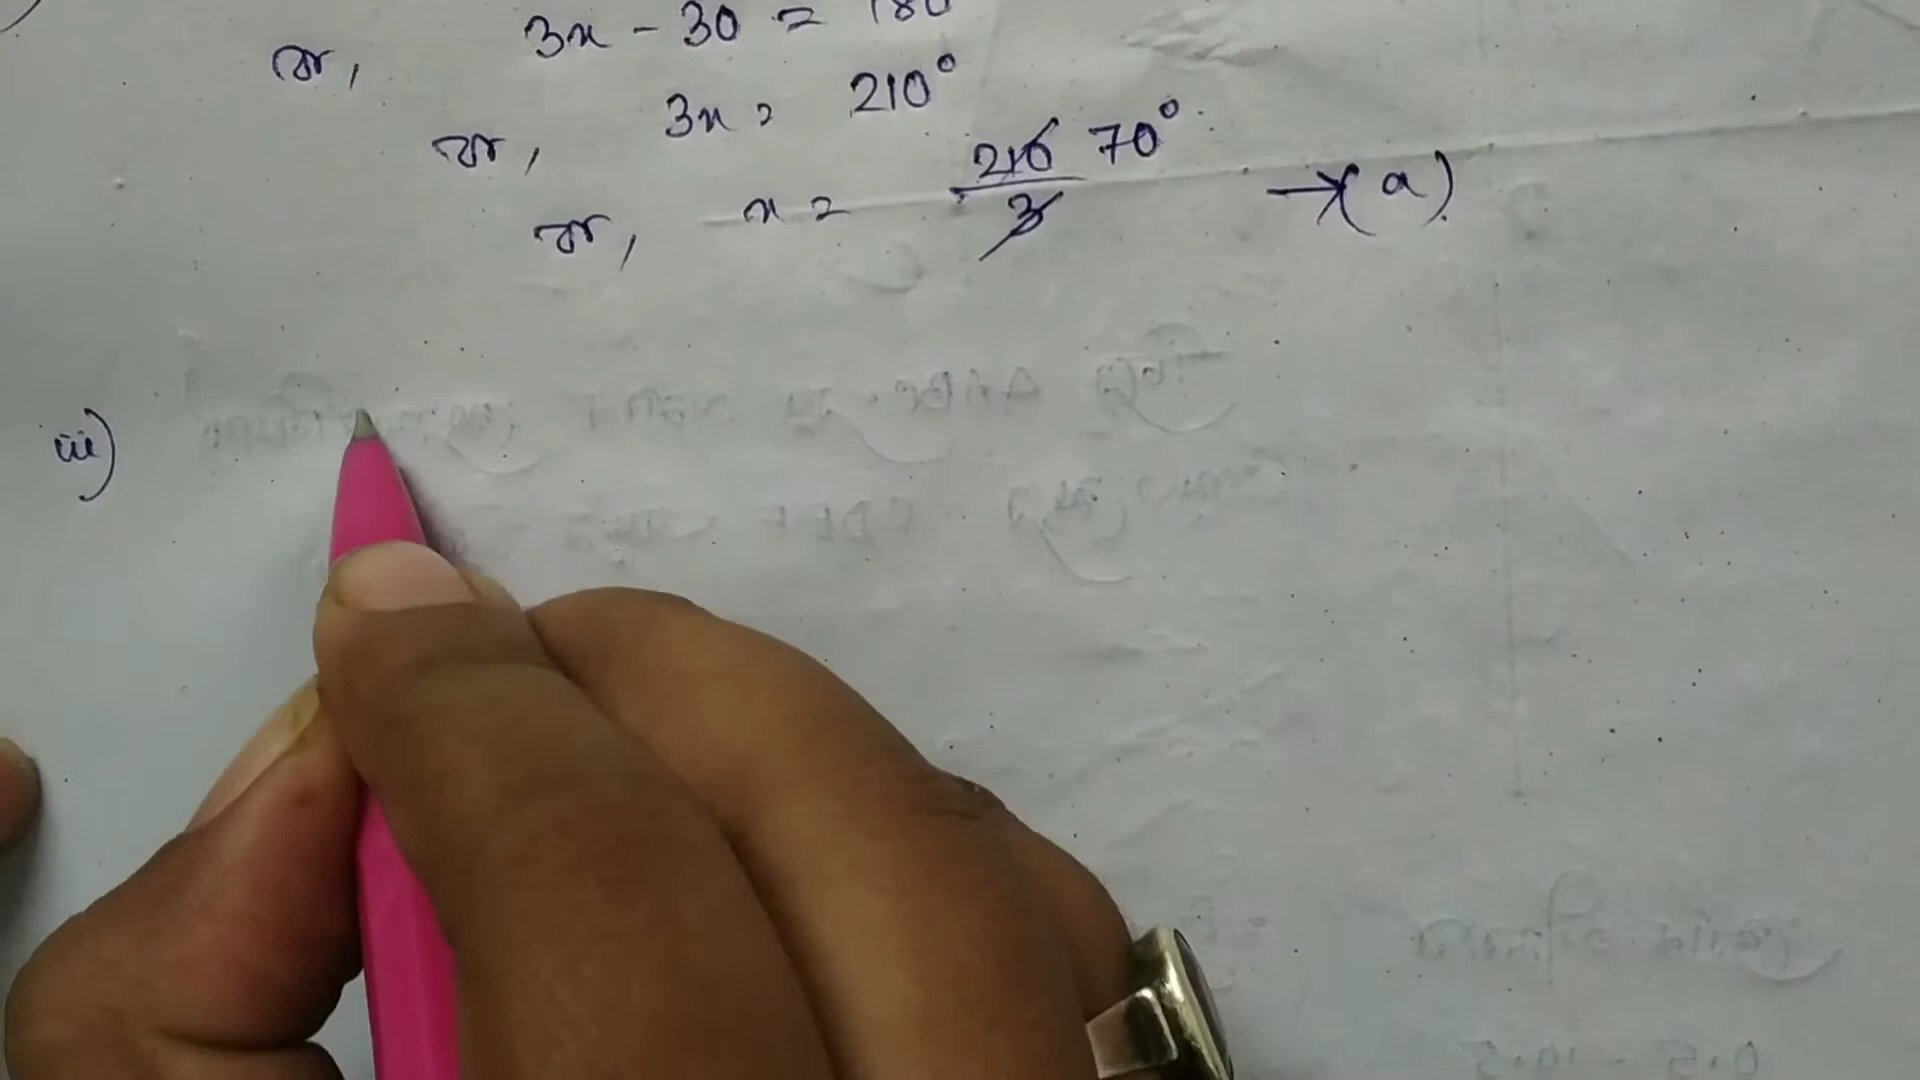 বা, 3x - 30 = 180
বা, 3x = 210°
বা, x = 210/3 70° →(a)
iii)